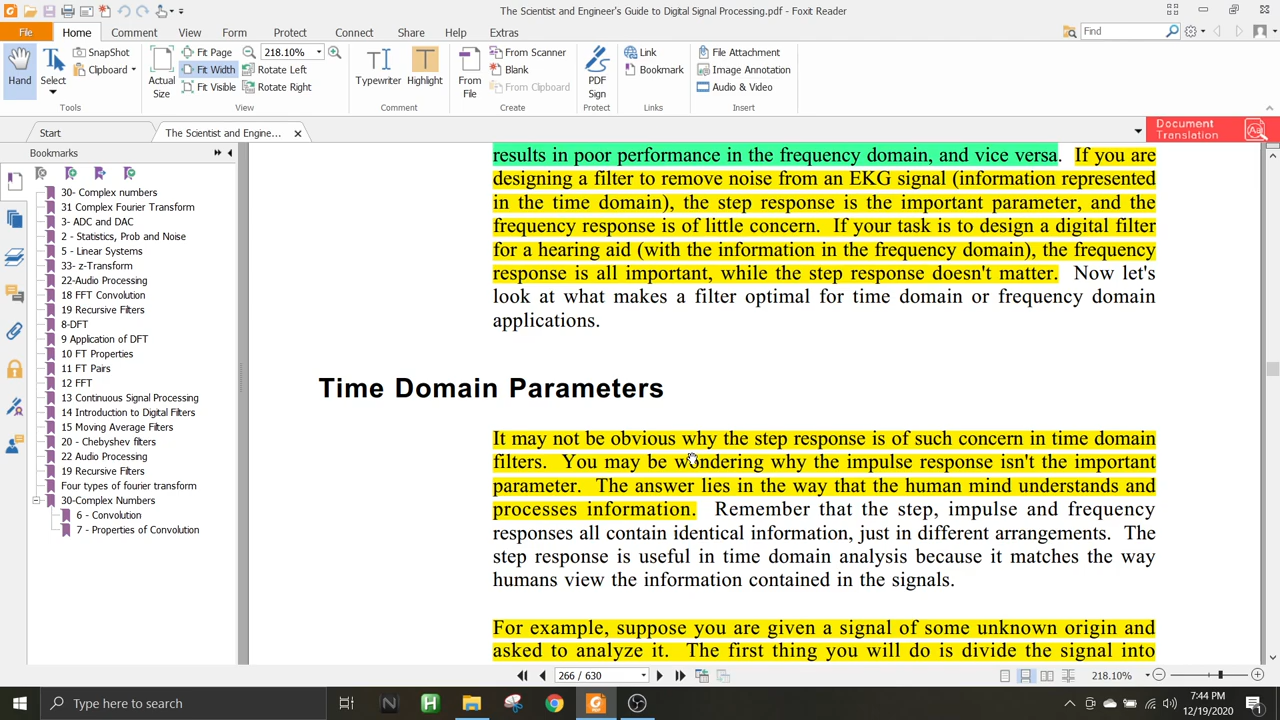 The Scientist and Engineer's Guide to Digital Signal Processing.pdf - Foxit Reader
File Home Comment View Form Protect Connect Share Help Extras
Find
Hand
Select
SnapShot
Clipboard
Tools
Actual Size
Fit Page
Fit Width
Fit Visible
218.10%
Rotate Left
Rotate Right
View
Typewriter
Highlight
Comment
From File
From Scanner
Blank
From Clipboard
Create
PDF Sign
Protect
Link
Bookmark
Links
File Attachment
Image Annotation
Audio & Video
Insert
Start
The Scientist and Engine...
Document
Translation
Bookmarks
30- Complex numbers
31 Complex Fourier Transform
3- ADC and DAC
2 - Statistics, Prob and Noise
5 - Linear Systems
33- z-Transform
22-Audio Processing
18 FFT Convolution
19 Recursive Filters
8-DFT
9 Application of DFT
10 FT Properties
11 FT Pairs
12 FFT
13 Continuous Signal Processing
14 Introduction to Digital Filters
15 Moving Average Filters
20 - Chebyshev filters
22 Audio Processing
19 Recursive Filters
Four types of fourier transform
30-Complex Numbers
6 - Convolution
7 - Properties of Convolution
results in poor performance in the frequency domain, and vice versa. If you are
designing a filter to remove noise from an EKG signal (information represented
in the time domain), the step response is the important parameter, and the
frequency response is of little concern. If your task is to design a digital filter
for a hearing aid (with the information in the frequency domain), the frequency
response is all important, while the step response doesn't matter. Now let's
look at what makes a filter optimal for time domain or frequency domain
applications.
Time Domain Parameters
It may not be obvious why the step response is of such concern in time domain
filters. You may be wondering why the impulse response isn't the important
parameter. The answer lies in the way that the human mind understands and
processes information. Remember that the step, impulse and frequency
responses all contain identical information, just in different arrangements. The
step response is useful in time domain analysis because it matches the way
humans view the information contained in the signals.
For example, suppose you are given a signal of some unknown origin and
asked to analyze it. The first thing you will do is divide the signal into
266 / 630
218.10%
Type here to search
7:44 PM
12/19/2020